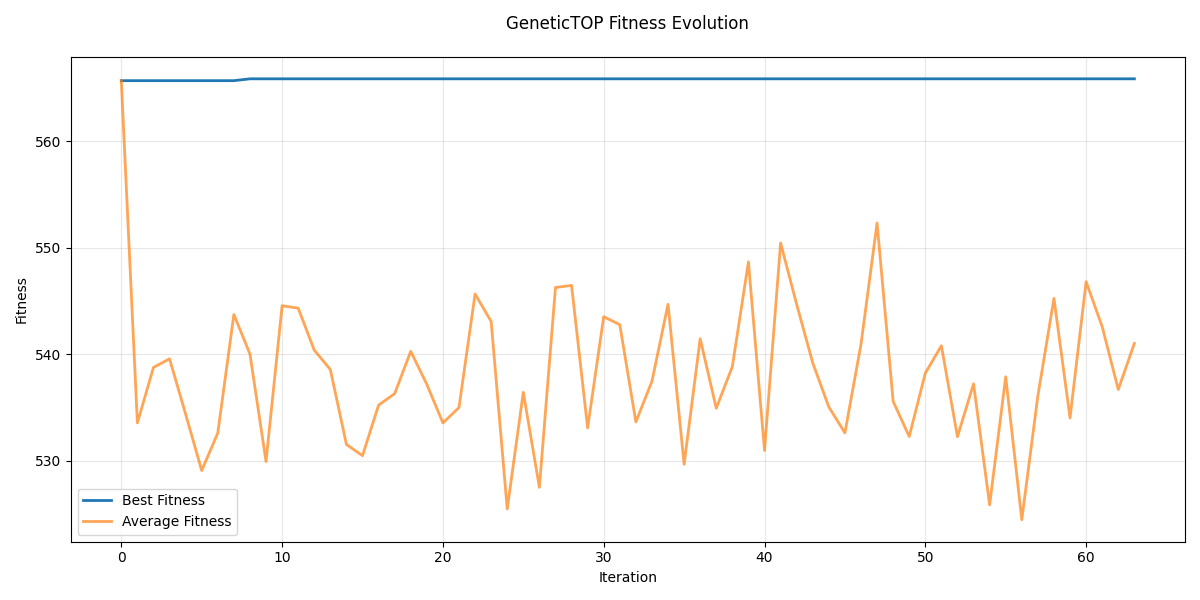 GeneticTOP Fitness Evolution
Fitness
560
550
540
530
Best Fitness
Average Fitness
0 10 20 30 40 50 60
Iteration